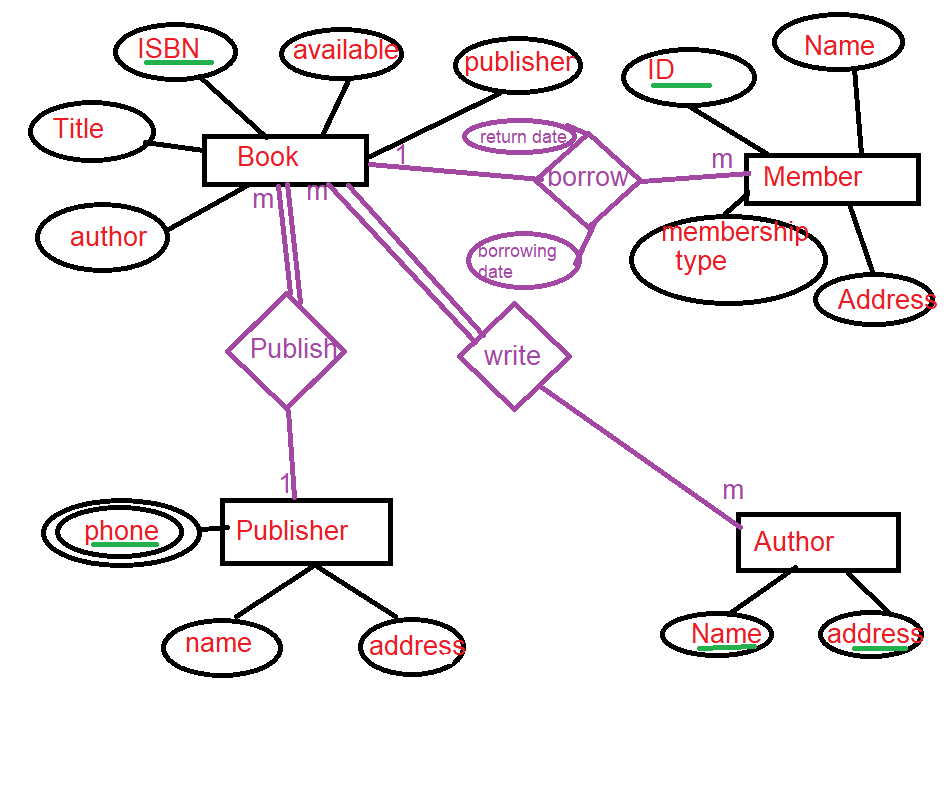 ISBN
available
publisher
Name
ID
Title
Book
return date
1
borrow
m
Member
m
m
author
borrowing
date
membership
type
Address
Publish
write
1
m
phone
Publisher
Author
name
address
Name
address